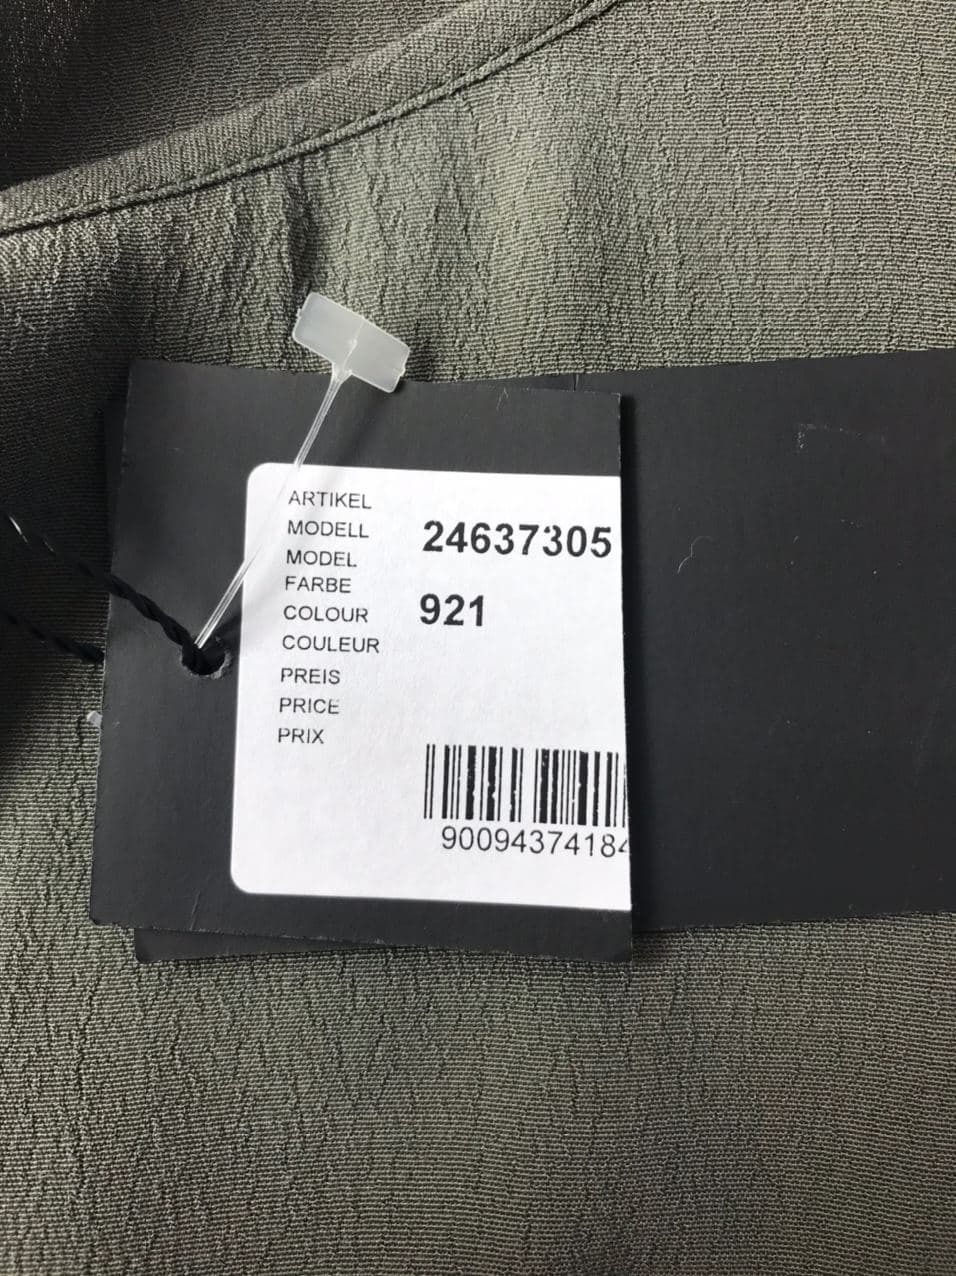 ARTIKEL
MODELL 24637305
MODEL
FARBE
COLOUR 921
COULEUR
PREIS
PRICE
PRIX
90094374184